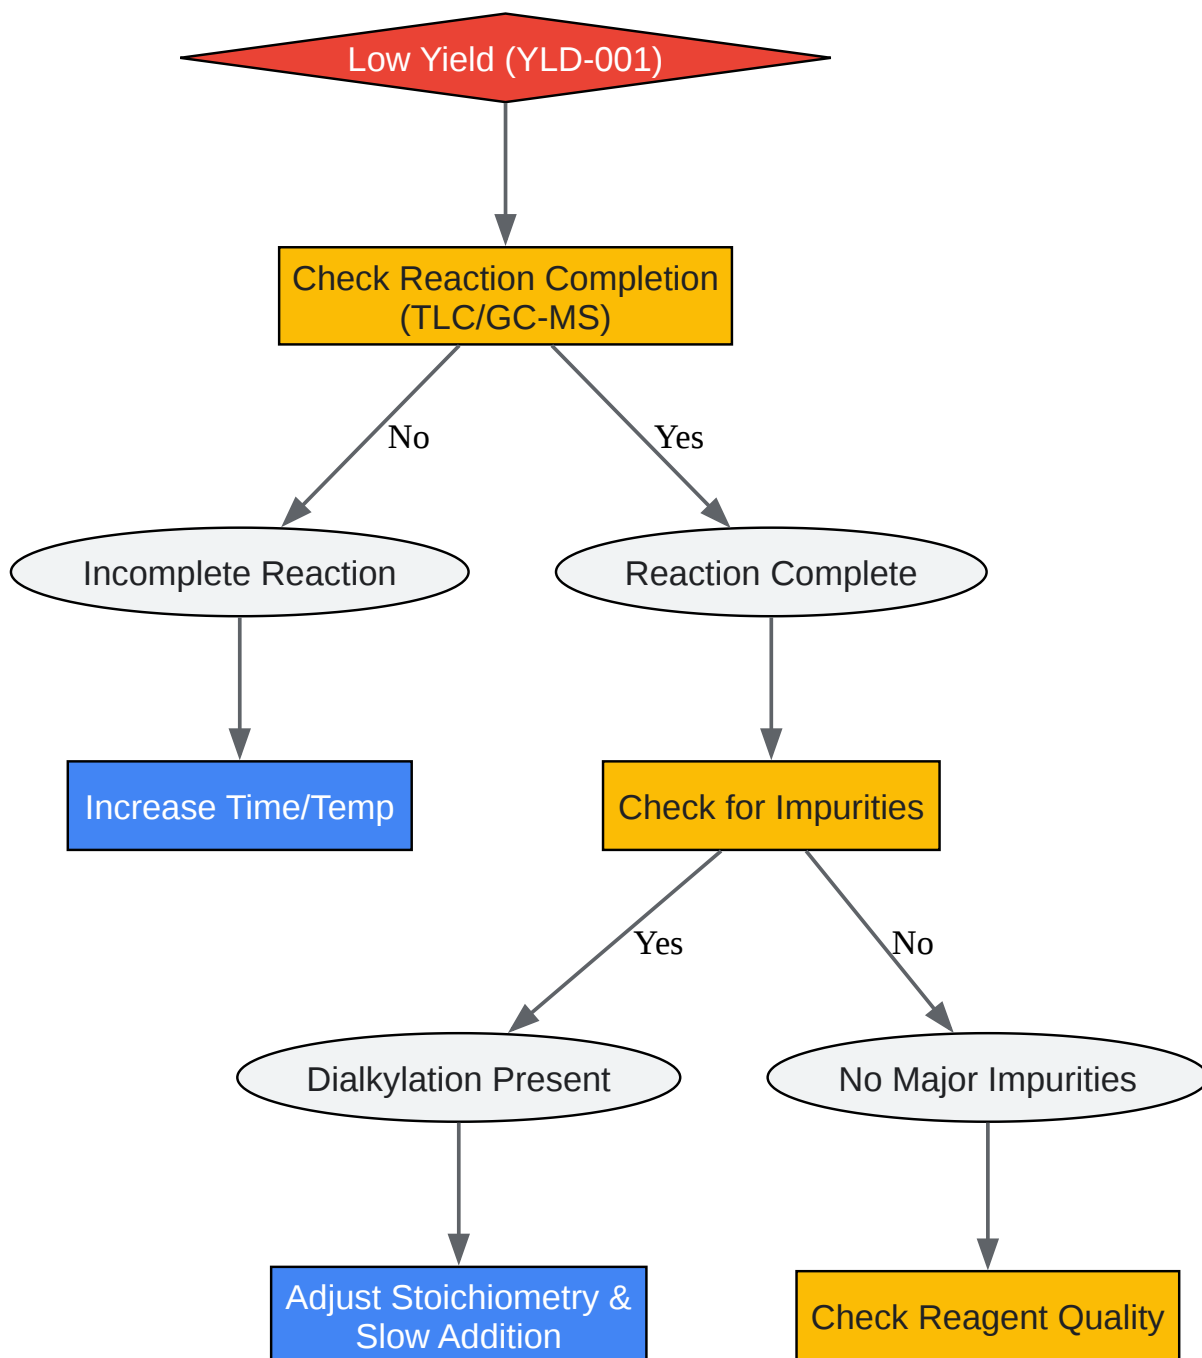 Low Yield (YLD-001)
Check Reaction Completion
(TLC/GC-MS)
No
Yes
Incomplete Reaction
Reaction Complete
Increase Time/Temp
Check for Impurities
Yes
No
Dialkylation Present
No Major Impurities
Adjust Stoichiometry &
Slow Addition
Check Reagent Quality